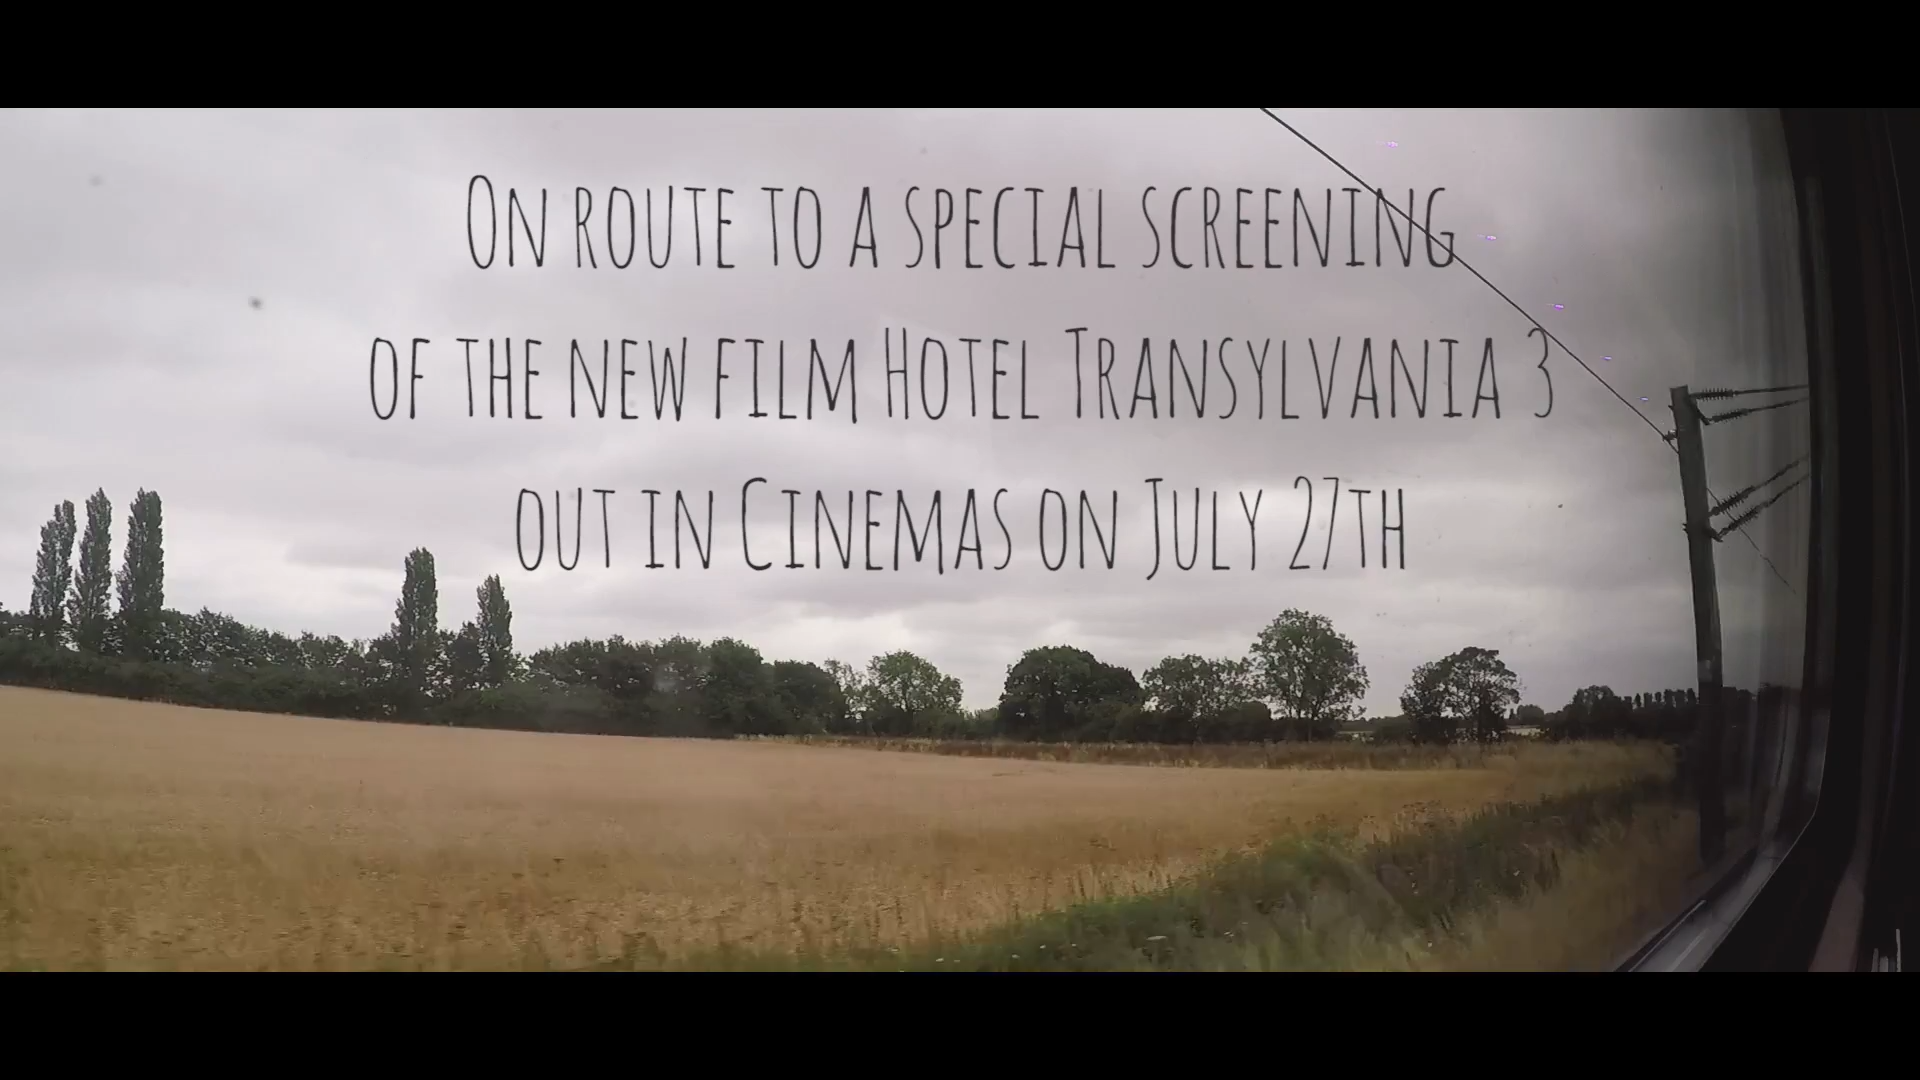 On route to a special screening
of the new film Hotel Transylvania 3
out in Cinemas on July 27th